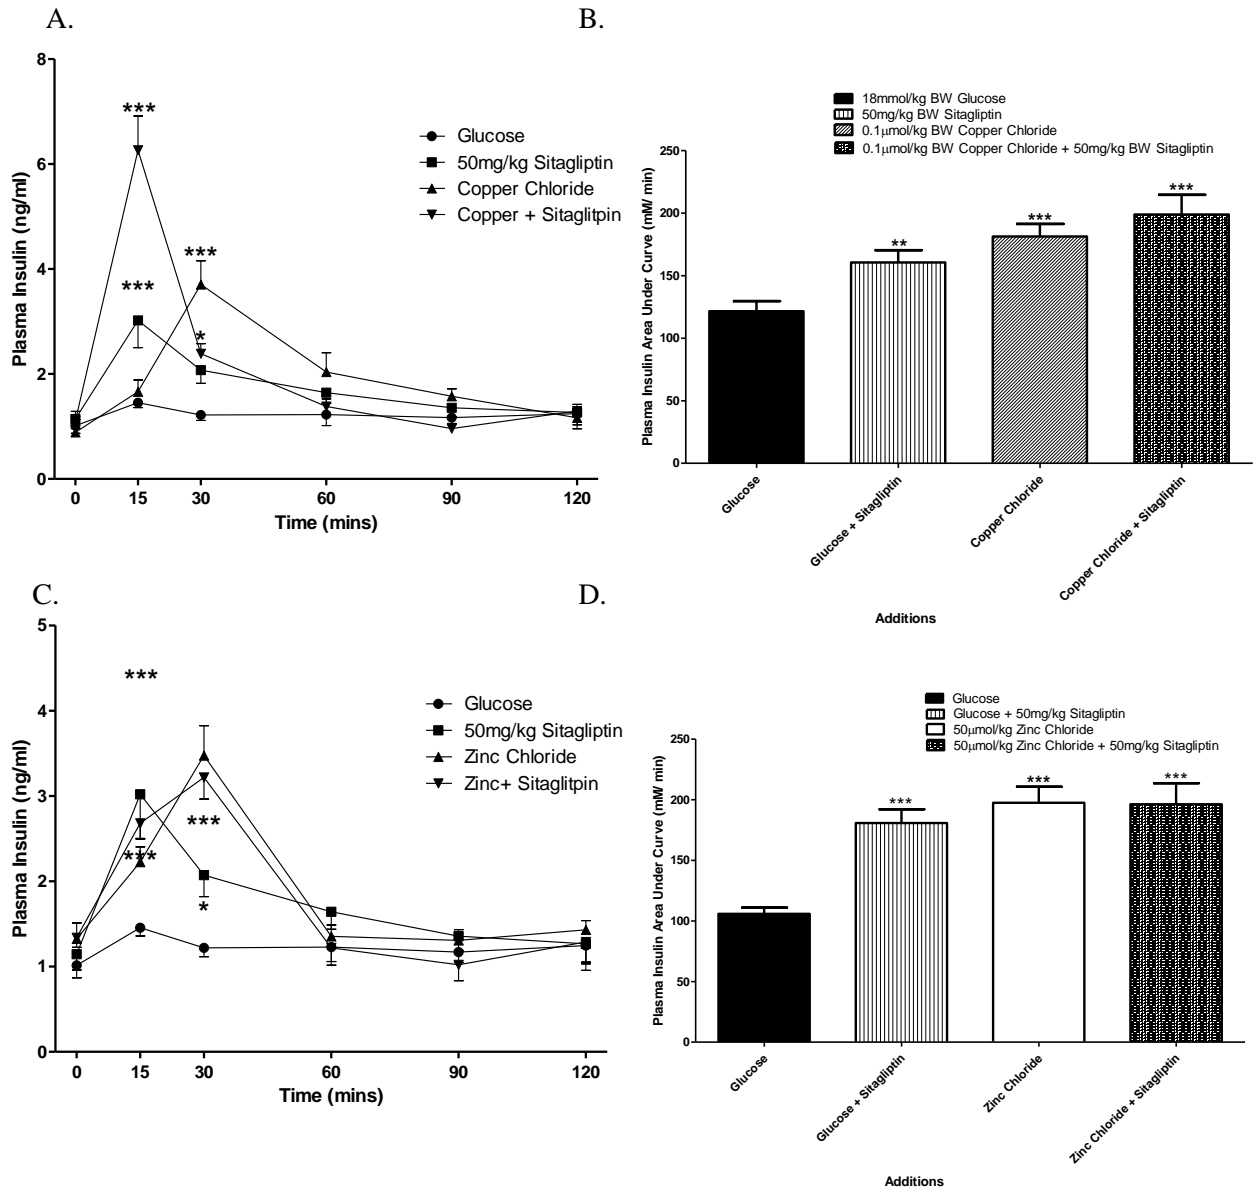 A.
8
6
4
2
0
Plasma Insulin (ng/ml)
***
***
***
*
Glucose
50mg/kg Sitagliptin
Copper Chloride
Copper + Sitaglitpin
0 15 30 60 90 120
Time (mins)
B.
18mmol/kg BW Glucose
50mg/kg BW Sitagliptin
0.1μmol/kg BW Copper Chloride
0.1μmol/kg BW Copper Chloride + 50mg/kg BW Sitagliptin
250
200
150
100
50
0
Plasma Insulin Area Under Curve (mM/ min)
**
***
***
Glucose
Glucose + Sitagliptin
Copper Chloride
Copper Chloride + Sitagliptin
Additions
C.
5
4
3
2
1
0
Plasma Insulin (ng/ml)
***
***
***
*
Glucose
50mg/kg Sitagliptin
Zinc Chloride
Zinc+ Sitaglitpin
0 15 30 60 90 120
Time (mins)
D.
Glucose
Glucose + 50mg/kg Sitagliptin
50μmol/kg Zinc Chloride
50μmol/kg Zinc Chloride + 50mg/kg Sitagliptin
250
200
150
100
50
0
Plasma Insulin Area Under Curve (mM/ min)
***
***
***
Glucose
Glucose + Sitagliptin
Zinc Chloride
Zinc Chloride + Sitagliptin
Additions